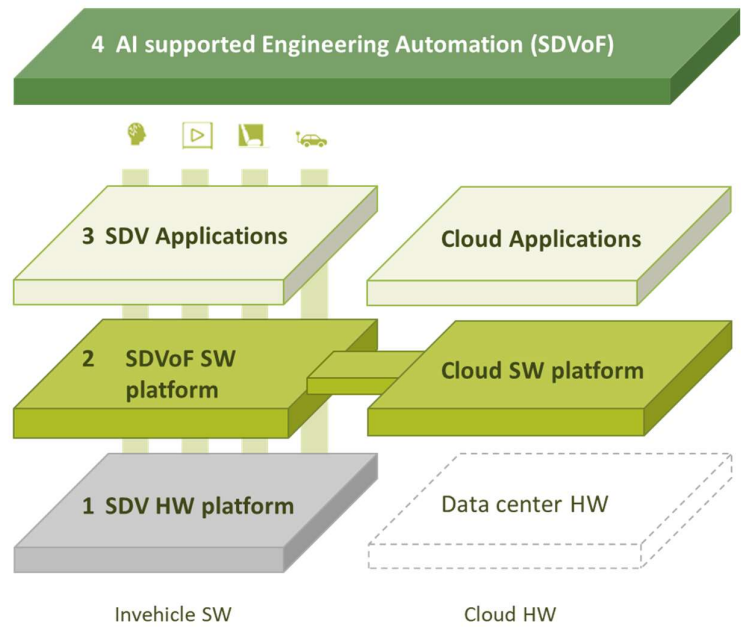 4 AI supported Engineering Automation (SDVoF)
3 SDV Applications
Cloud Applications
2 SDVoF SW
platform
Cloud SW platform
1 SDV HW platform
Data center HW
Invehicle SW
Cloud HW